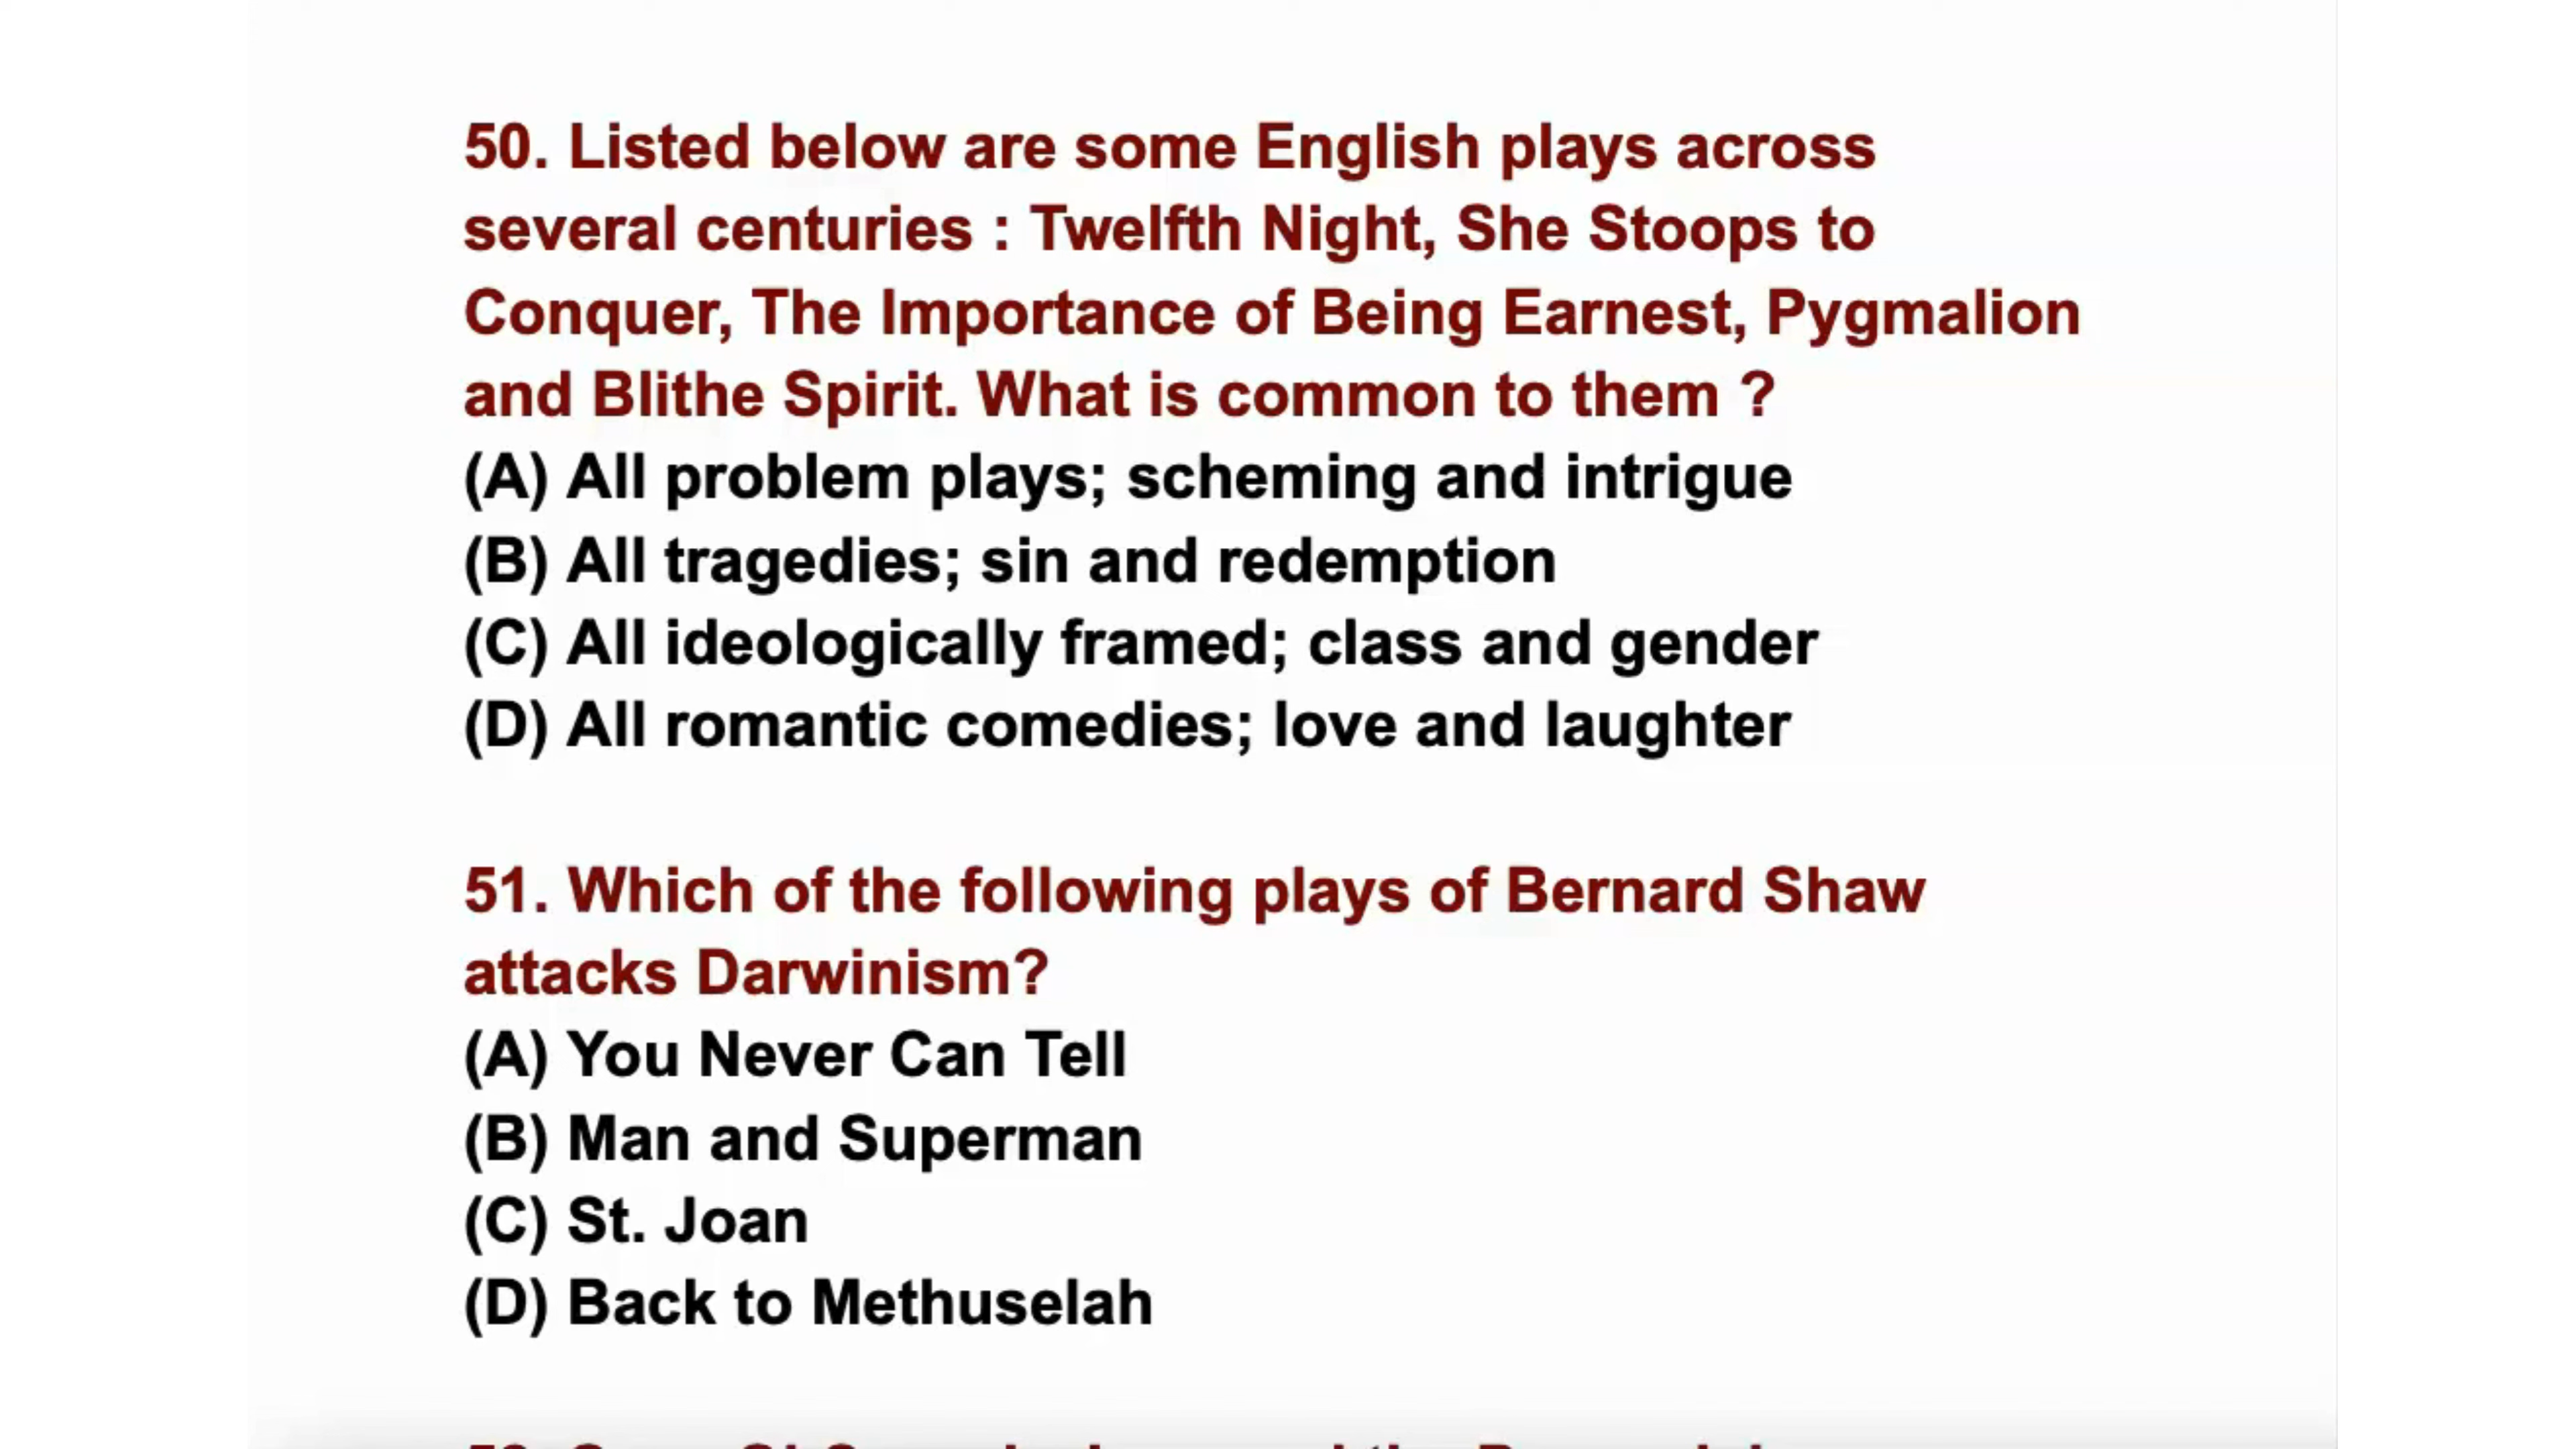 50. Listed below are some English plays across
several centuries : Twelfth Night, She Stoops to
Conquer, The Importance of Being Earnest, Pygmalion
and Blithe Spirit. What is common to them ?
(A) All problem plays; scheming and intrigue
(B) All tragedies; sin and redemption
(C) All ideologically framed; class and gender
(D) All romantic comedies; love and laughter
51. Which of the following plays of Bernard Shaw
attacks Darwinism?
(A) You Never Can Tell
(B) Man and Superman
(C) St. Joan
(D) Back to Methuselah